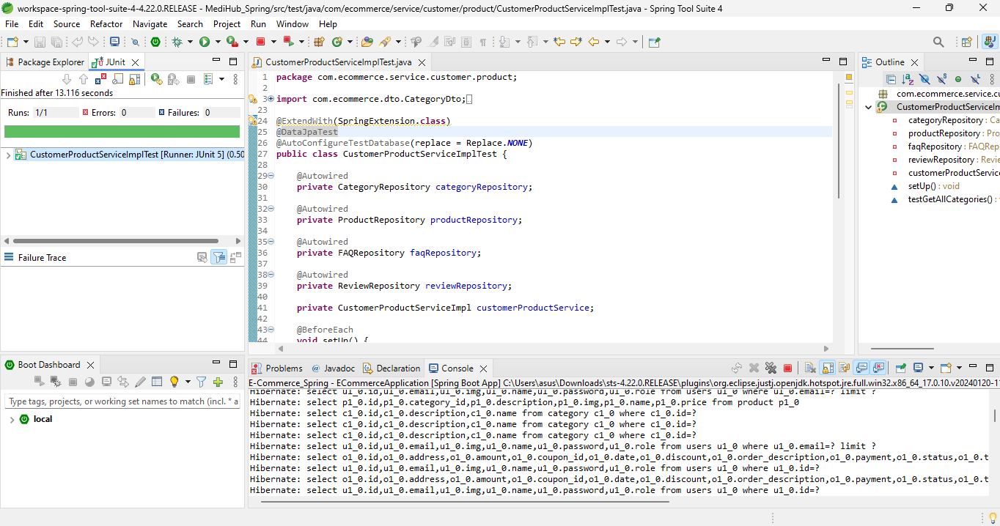 workspace-spring-tool-suite-4-4.22.0.RELEASE - MediHub_Spring/src/test/java/com/ecommerce/service/customer/product/CustomerProductServiceImplTest.java - Spring Tool Suite 4
File Edit Source Refactor Navigate Search Project Run Window Help
Package Explorer JUnit
Finished after 13.116 seconds
Runs: 1/1 Errors: 0 Failures: 0
CustomerProductServiceImplTest [Runner: JUnit 5] (0.50
Failure Trace
Boot Dashboard
Type tags, projects, or working set names to match (incl. * a
local
CustomerProductServiceImplTest.java
1 package com.ecommerce.service.customer.product;
2
3 import com.ecommerce.dto.CategoryDto;
23
24 @ExtendWith(SpringExtension.class)
25 @DataJpaTest
26 @AutoConfigureTestDatabase(replace = Replace.NONE)
27 public class CustomerProductServiceImplTest {
28
29 @Autowired
30 private CategoryRepository categoryRepository;
31
32 @Autowired
33 private ProductRepository productRepository;
34
35 @Autowired
36 private FAQRepository faqRepository;
37
38 @Autowired
39 private ReviewRepository reviewRepository;
40
41 private CustomerProductServiceImpl customerProductService;
42
43 @BeforeEach
44 void setUp() {
Outline
com.ecommerce.service.cu
CustomerProductServiceIm
categoryRepository : Ca
productRepository : Pro
faqRepository : FAQRep
reviewRepository : Revie
customerProductService
setUp() : void
testGetAllCategories() :
Problems Javadoc Declaration Console
E-Commerce_Spring - ECommerceApplication [Spring Boot App] C:\Users\asus\Downloads\sts-4.22.0.RELEASE\plugins\org.eclipse.justj.openjdk.hotspot.jre.full.win32.x86_64_17.0.10.v20240120-1
Hibernate: select u1_0.id,u1_0.email,u1_0.img,u1_0.name,u1_0.password,u1_0.role from users u1_0 where u1_0.email=? limit ?
Hibernate: select p1_0.id,p1_0.category_id,p1_0.description,p1_0.img,p1_0.name,p1_0.price from product p1_0
Hibernate: select c1_0.id,c1_0.description,c1_0.name from category c1_0 where c1_0.id=?
Hibernate: select c1_0.id,c1_0.description,c1_0.name from category c1_0 where c1_0.id=?
Hibernate: select c1_0.id,c1_0.description,c1_0.name from category c1_0 where c1_0.id=?
Hibernate: select u1_0.id,u1_0.email,u1_0.img,u1_0.name,u1_0.password,u1_0.role from users u1_0 where u1_0.email=? limit ?
Hibernate: select o1_0.id,o1_0.address,o1_0.amount,o1_0.coupon_id,o1_0.date,o1_0.discount,o1_0.order_description,o1_0.payment,o1_0.status,o1_0.t
Hibernate: select u1_0.id,u1_0.email,u1_0.img,u1_0.name,u1_0.password,u1_0.role from users u1_0 where u1_0.id=?
Hibernate: select o1_0.id,o1_0.address,o1_0.amount,o1_0.coupon_id,o1_0.date,o1_0.discount,o1_0.order_description,o1_0.payment,o1_0.status,o1_0.t
Hibernate: select u1_0.id,u1_0.email,u1_0.img,u1_0.name,u1_0.password,u1_0.role from users u1_0 where u1_0.id=?